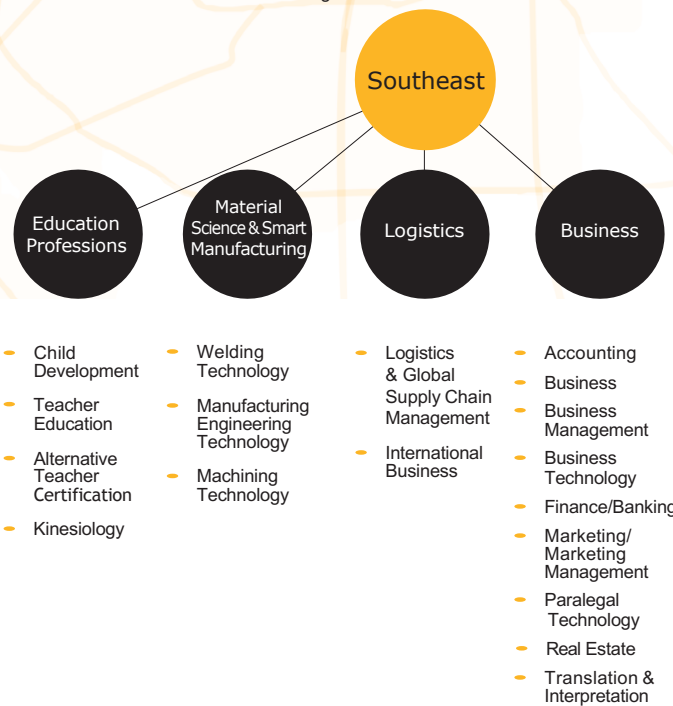 Southeast
Education
Professions
Material
Science & Smart
Manufacturing
Logistics
Business
Child
Development
Teacher
Education
Alternative
Teacher
Certification
Kinesiology
Welding
Technology
Manufacturing
Engineering
Technology
Machining
Technology
Logistics
& Global
Supply Chain
Management
International
Business
Accounting
Business
Business
Management
Business
Technology
Finance/Banking
Marketing/
Marketing
Management
Paralegal
Technology
Real Estate
Translation &
Interpretation